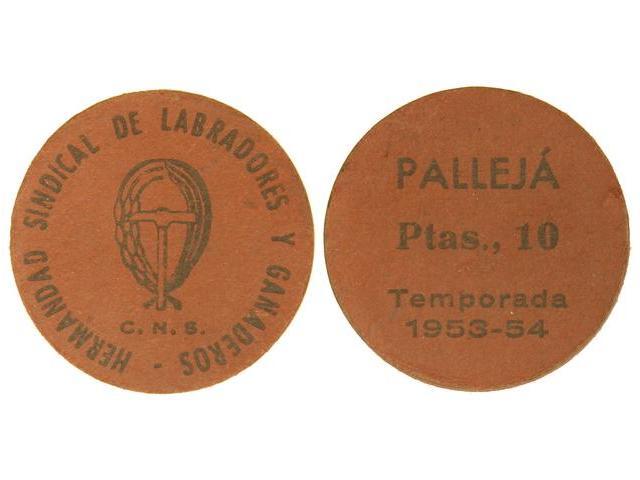 HERMANDAD SINDICAL DE LABRADORES Y GANADEROS -
C. N. S.
PALLEJÁ
Ptas., 10
Temporada
1953-54